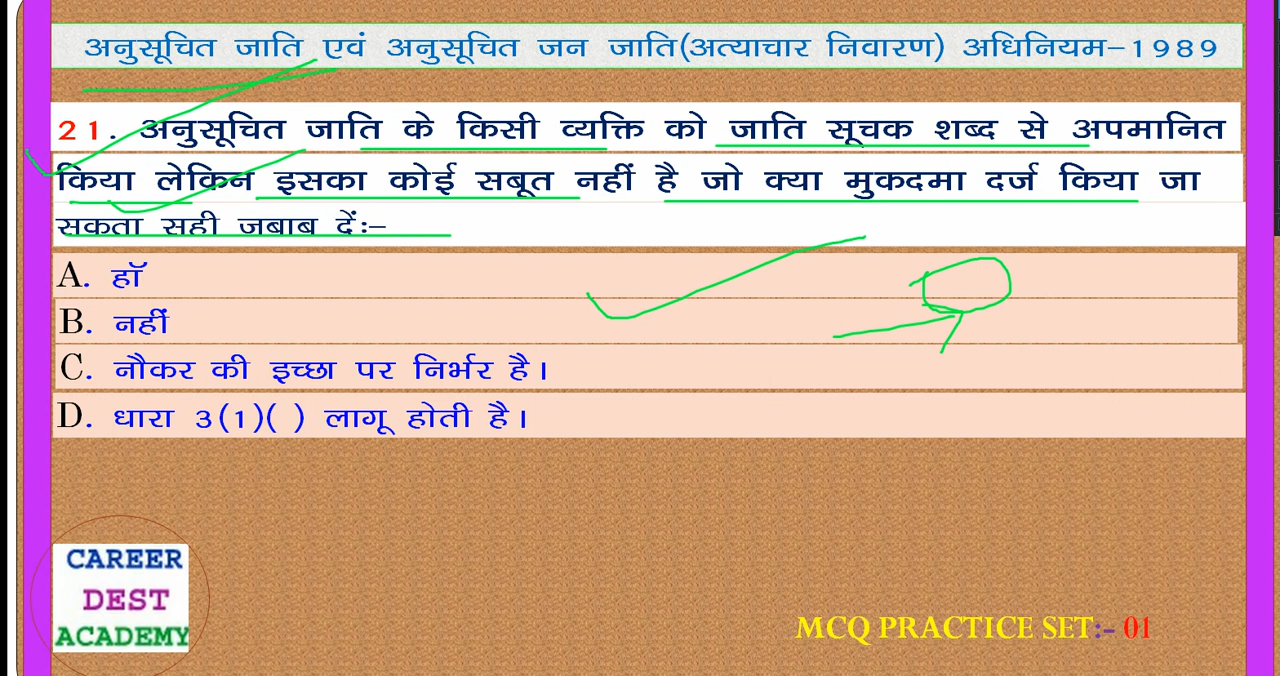 अनुसूचित जाति एवं अनुसूचित जन जाति(अत्याचार निवारण) अधिनियम-1989
21. अनुसूचित जाति के किसी व्यक्ति को जाति सूचक शब्द से अपमानित
किया लेकिन इसका कोई सबूत नहीं है जो क्या मुकदमा दर्ज किया जा
सकता सही जबाब दें:-
A. हाॅ
B. नहीं
C. नौकर की इच्छा पर निर्भर है।
D. धारा 3(1)( ) लागू होती है।
CAREER
DEST
ACADEMY
MCQ PRACTICE SET:- 01